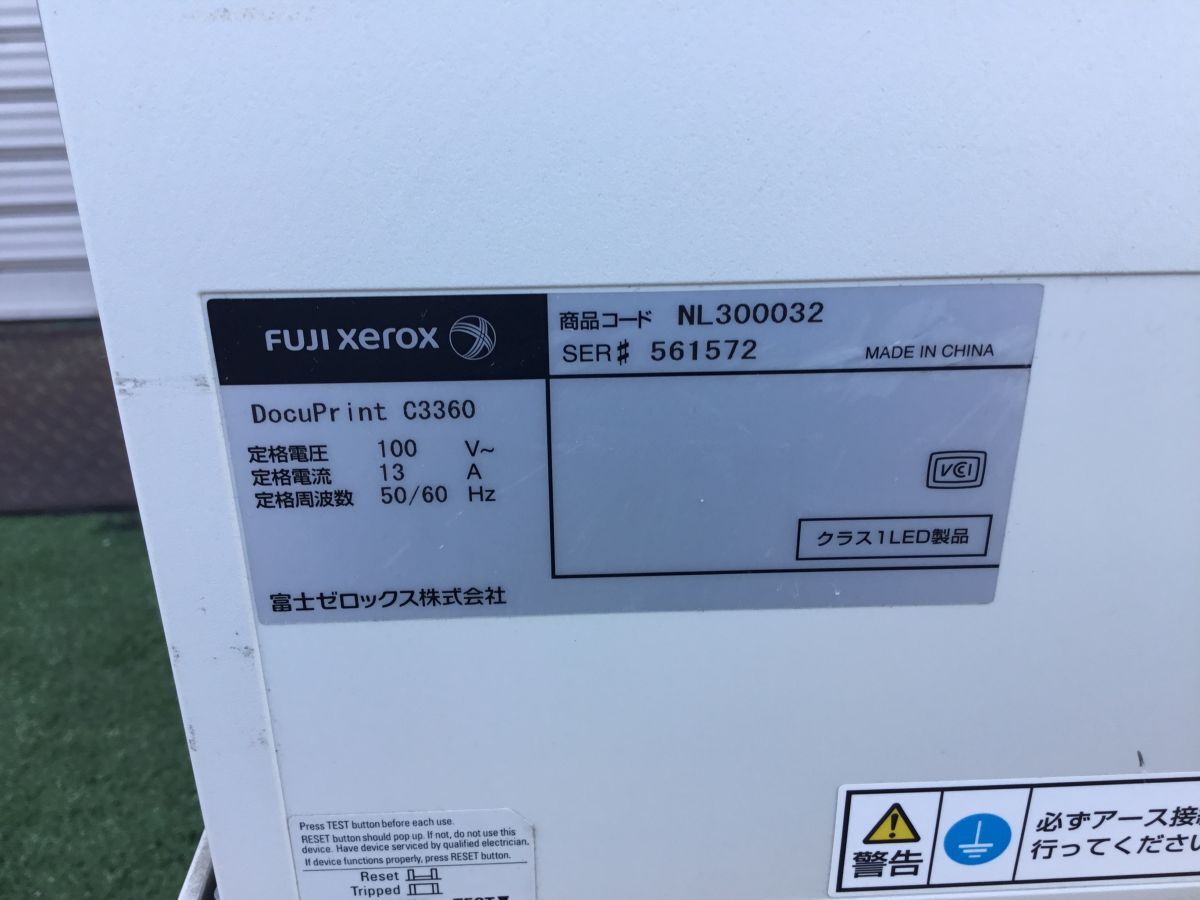 FUJI xerox
商品コード NL300032
SER# 561572 MADE IN CHINA
DocuPrint C3360
定格電圧 100 V~
定格電流 13 A
定格周波数 50/60 Hz
VCI
クラス1LED製品
富士ゼロックス株式会社
Press TEST button before each use.
RESET button should pop up. If not, do not use this
device. Have device serviced by qualified electrician.
If device functions properly, press RESET button.
Reset
Tripped
TEST▼
警告
必ずアース接続
行ってください